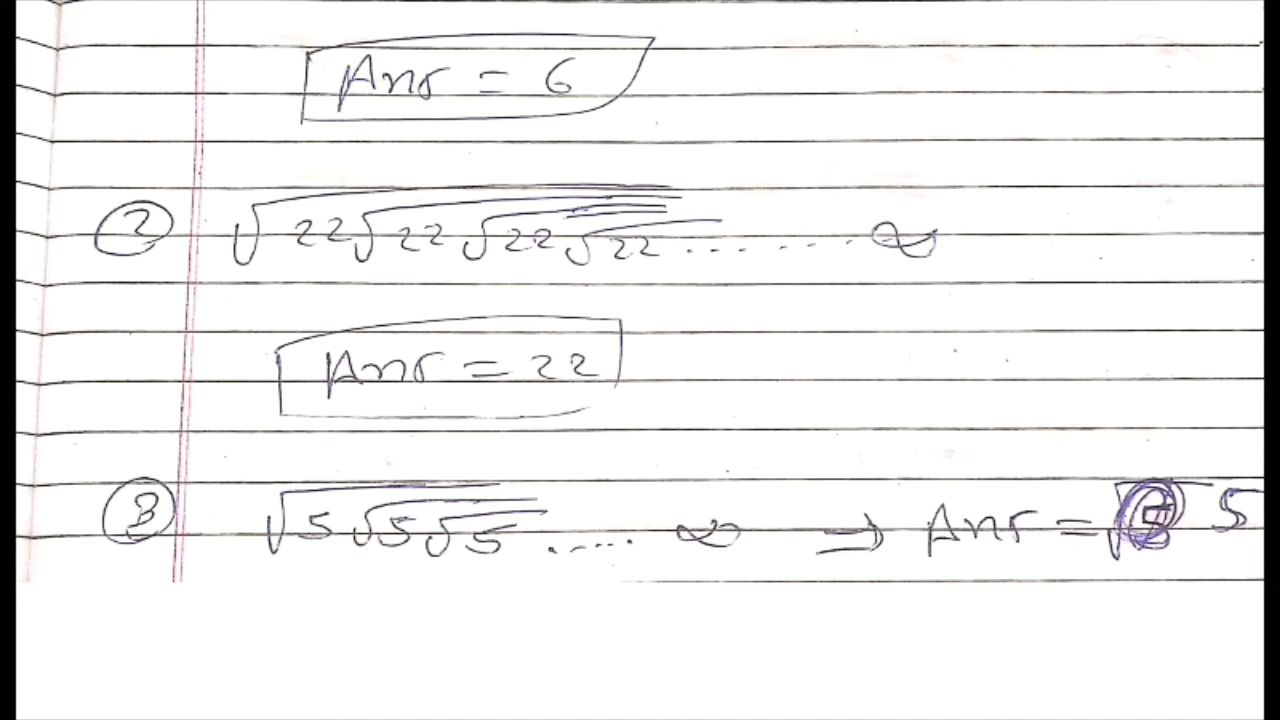 Ans = 6
② √22√22√22√22 ........ ∞
Ans = 22
③ √5√5√5 ..... ∞ ⇒ Ans = 5